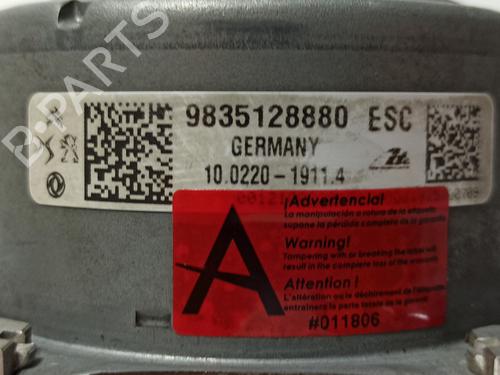 9835128880 ESC
GERMANY
10.0220-1911.4
¡Advertencia!
La manipulación o rotura de la etiqueta
supone la pérdida completa de la garantía
Warning!
Tampering with or breaking the label will
result in the complete loss of the warranty
Attention !
L'altération ou le déchirement de l'étiquette
entraînera la perte totale de la garantie
#011806
B-PARTS